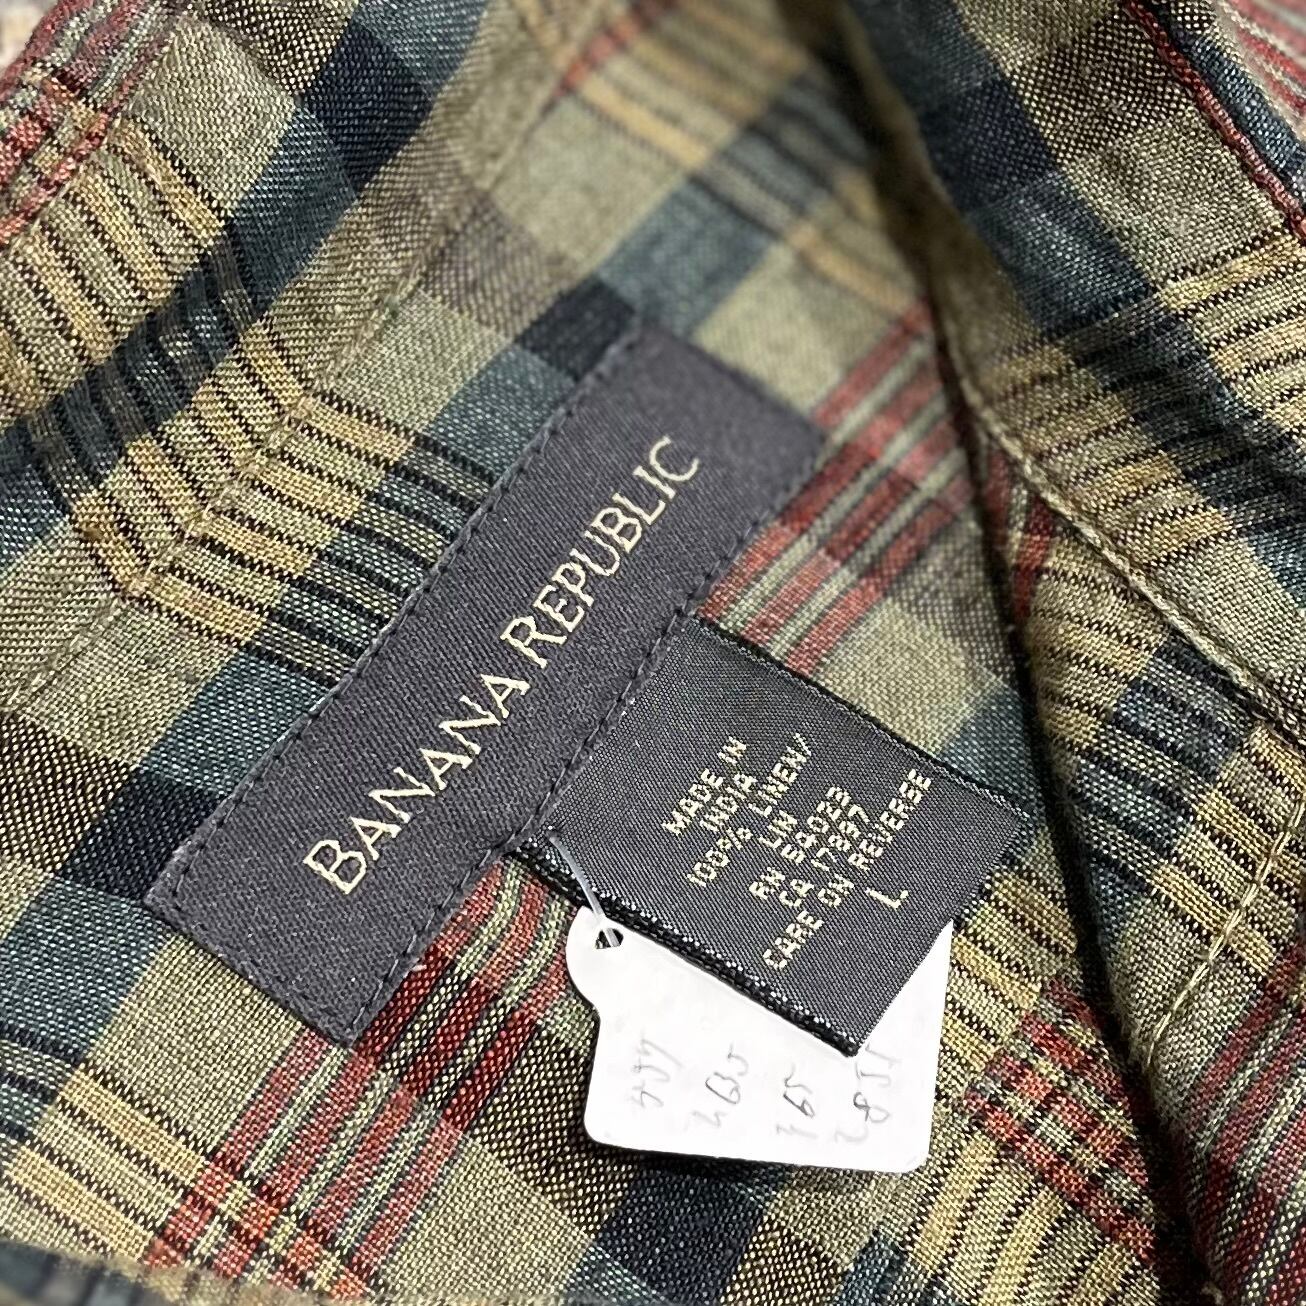 BANANA REPUBLIC
MADE IN
INDIA
100% LINEN/
LIN
RN 54023
CA 17897
CARE ON REVERSE
L